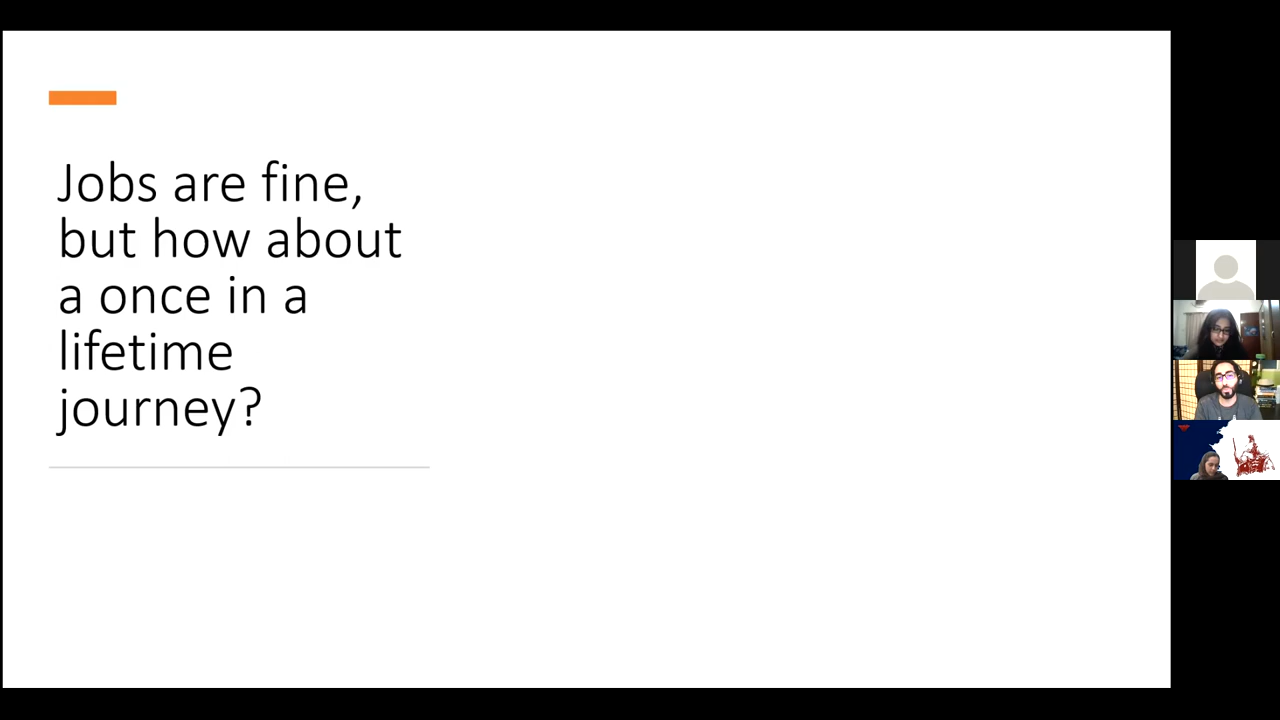 Jobs are fine,
but how about
a once in a
lifetime
journey?